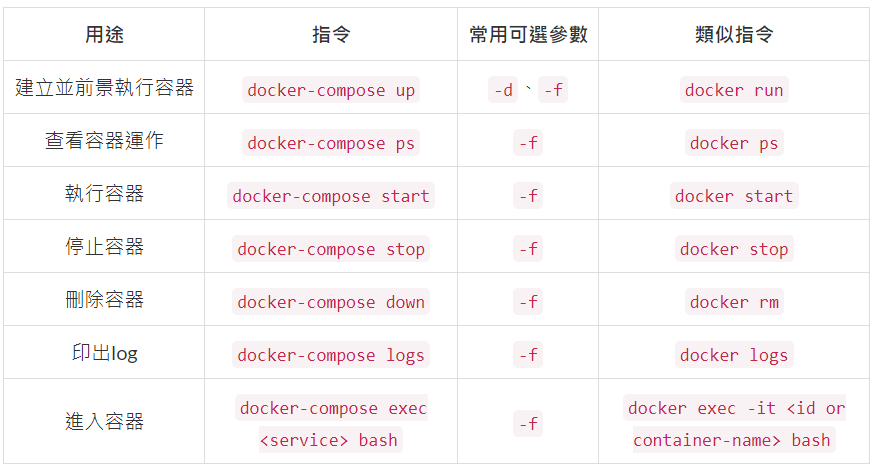 用途 指令 常用可選參數 類似指令
建立並前景執行容器 docker-compose up -d、-f docker run
查看容器運作 docker-compose ps -f docker ps
執行容器 docker-compose start -f docker start
停止容器 docker-compose stop -f docker stop
刪除容器 docker-compose down -f docker rm
印出log docker-compose logs -f docker logs
進入容器 docker-compose exec <service> bash -f docker exec -it <id or container-name> bash